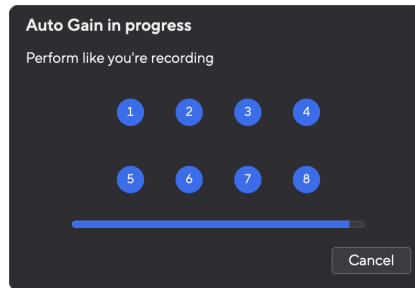 Auto Gain in progress
Perform like you're recording
1 2 3 4
5 6 7 8
Cancel